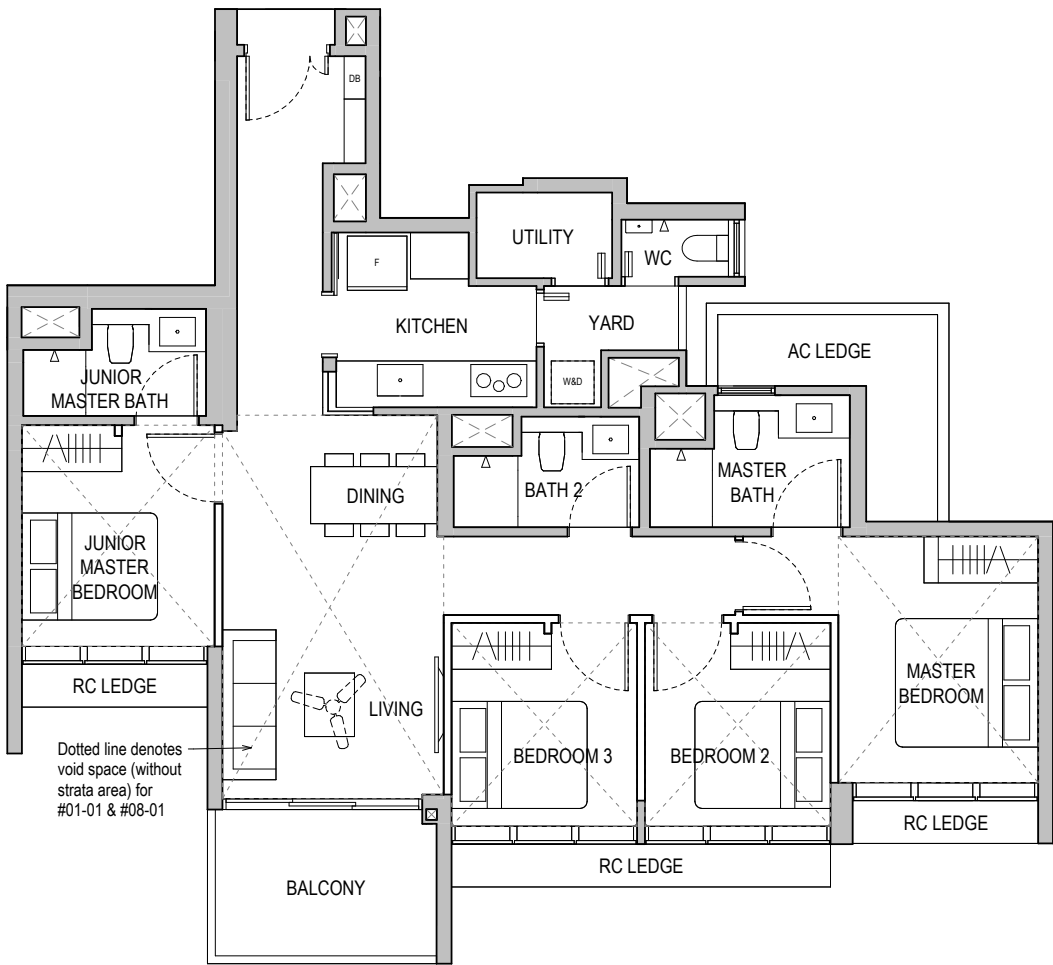 DB
UTILITY
F
WC
KITCHEN
YARD
AC LEDGE
W&D
JUNIOR
MASTER BATH
DINING
BATH 2
MASTER
BATH
JUNIOR
MASTER
BEDROOM
RC LEDGE
LIVING
MASTER
BEDROOM
BEDROOM 3
BEDROOM 2
Dotted line denotes
void space (without
strata area) for
#01-01 & #08-01
RC LEDGE
RC LEDGE
BALCONY